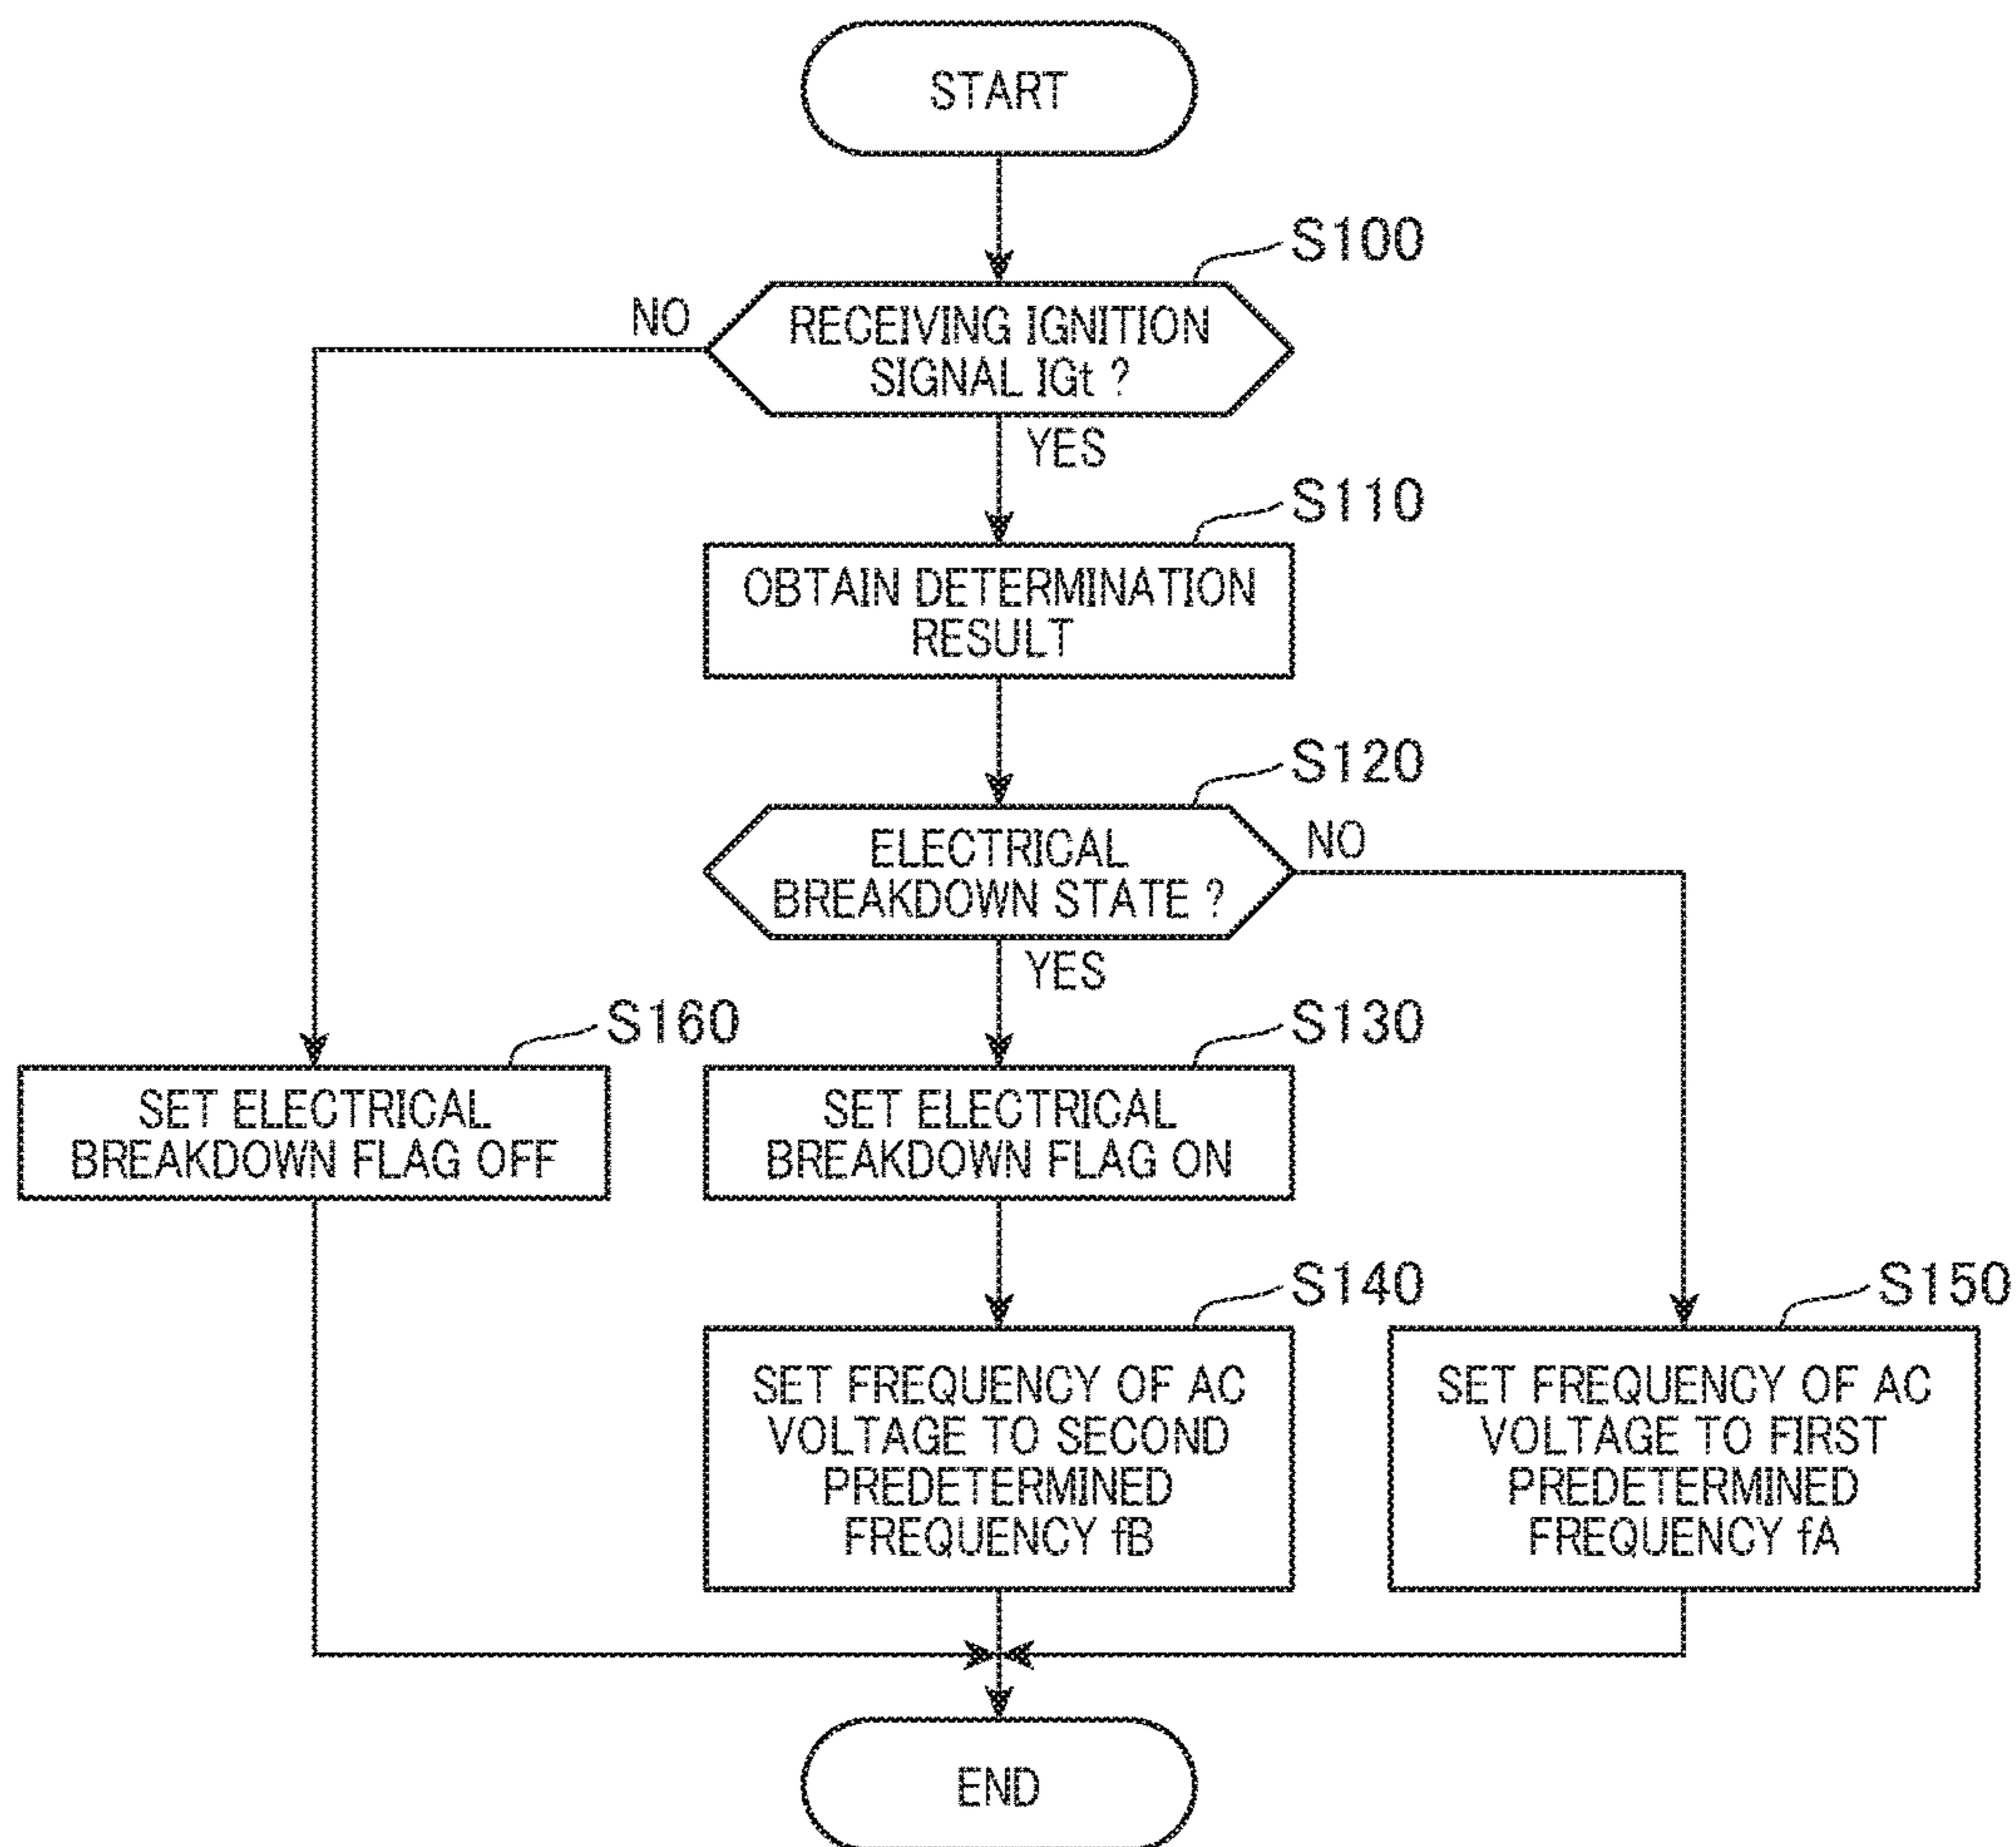 START
S100
NO
RECEIVING IGNITION
SIGNAL IGt ?
YES
S110
OBTAIN DETERMINATION
RESULT
S120
ELECTRICAL
BREAKDOWN STATE ?
NO
YES
S160
SET ELECTRICAL
BREAKDOWN FLAG OFF
S130
SET ELECTRICAL
BREAKDOWN FLAG ON
S140
SET FREQUENCY OF AC
VOLTAGE TO SECOND
PREDETERMINED
FREQUENCY fB
S150
SET FREQUENCY OF AC
VOLTAGE TO FIRST
PREDETERMINED
FREQUENCY fA
END